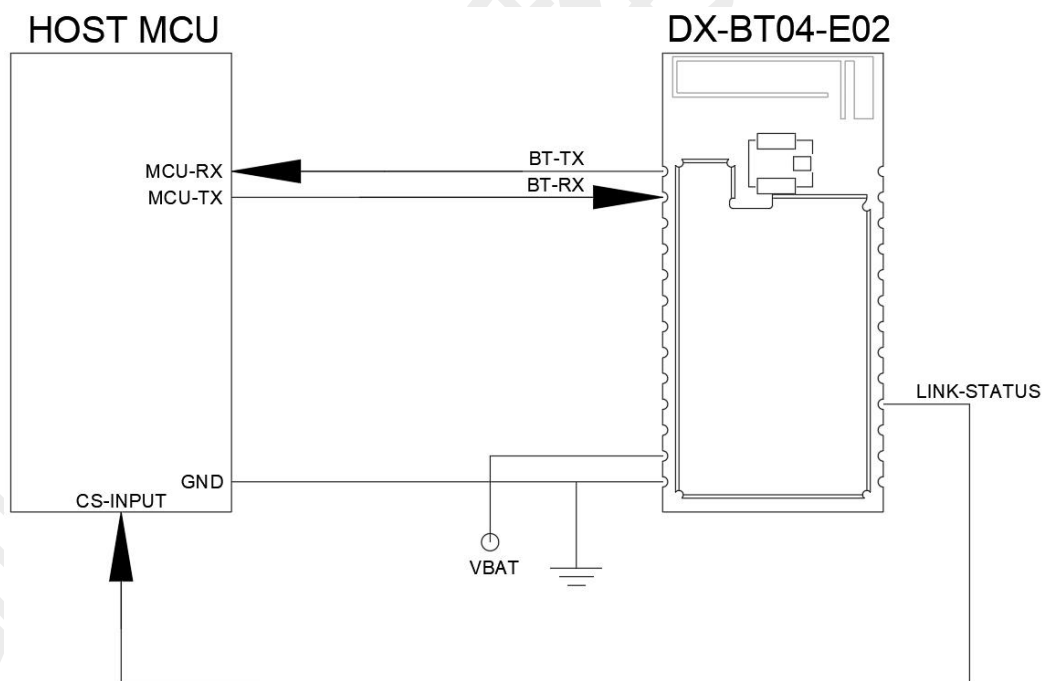 HOST MCU
DX-BT04-E02
MCU-RX
BT-TX
MCU-TX
BT-RX
LINK-STATUS
GND
CS-INPUT
VBAT